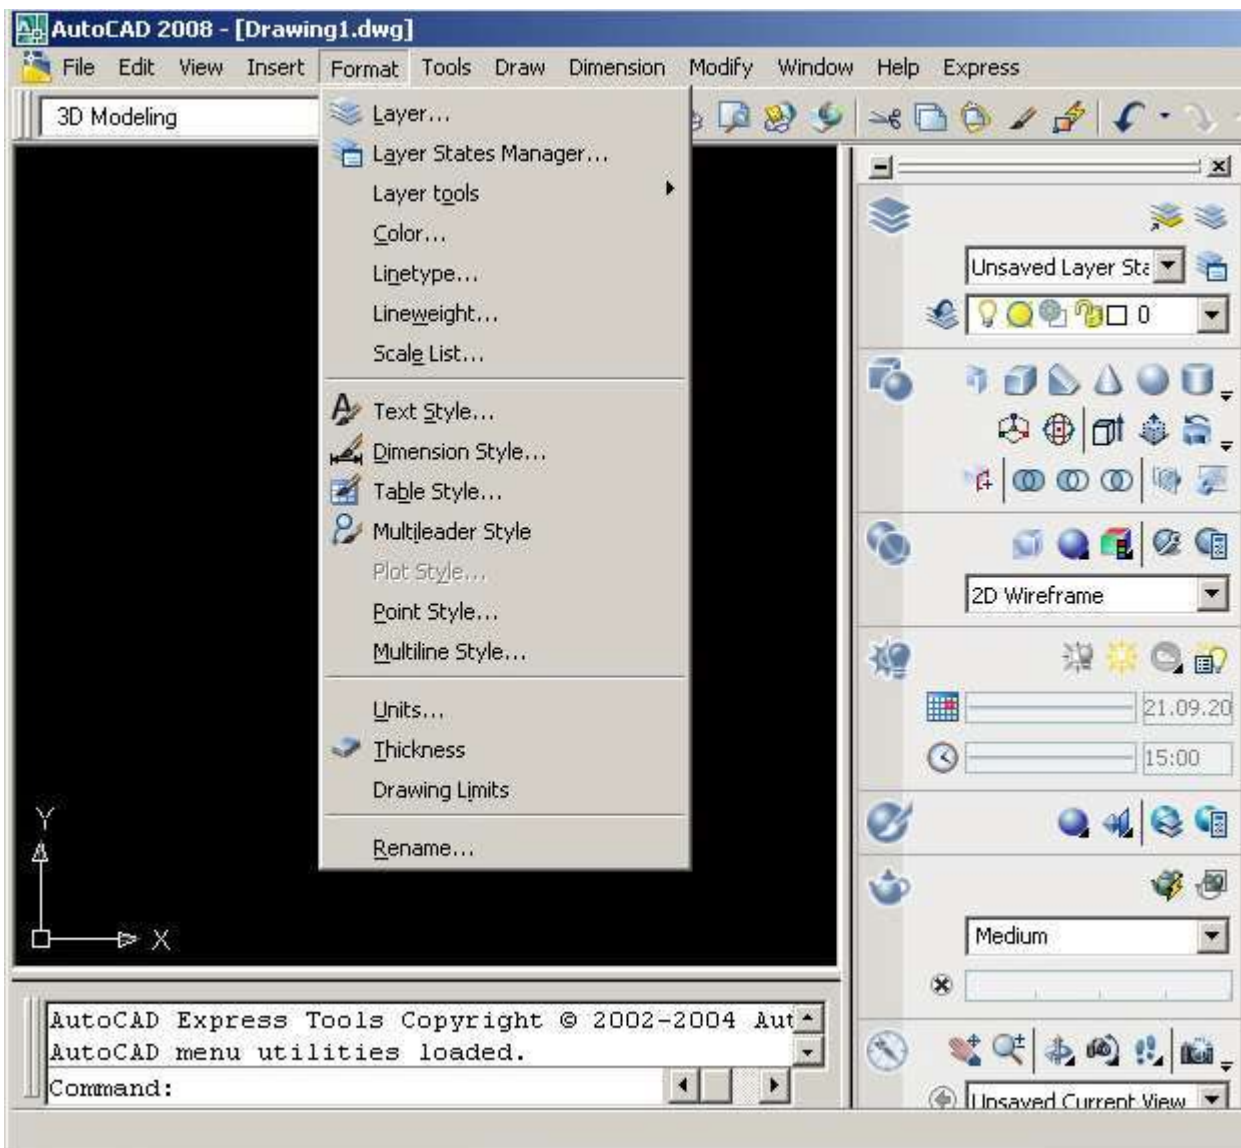 AutoCAD 2008 - [Drawing1.dwg]
File Edit View Insert Format Tools Draw Dimension Modify Window Help Express
3D Modeling
Layer...
Layer States Manager...
Layer tools
Color...
Linetype...
Lineweight...
Scale List...
Text Style...
Dimension Style...
Table Style...
Multileader Style
Plot Style...
Point Style...
Multiline Style...
Units...
Thickness
Drawing Limits
Rename...
Unsaved Layer Sta
0
2D Wireframe
21.09.20
15:00
Medium
Unsaved Current View
Y
X
AutoCAD Express Tools Copyright © 2002-2004 Aut
AutoCAD menu utilities loaded.
Command: